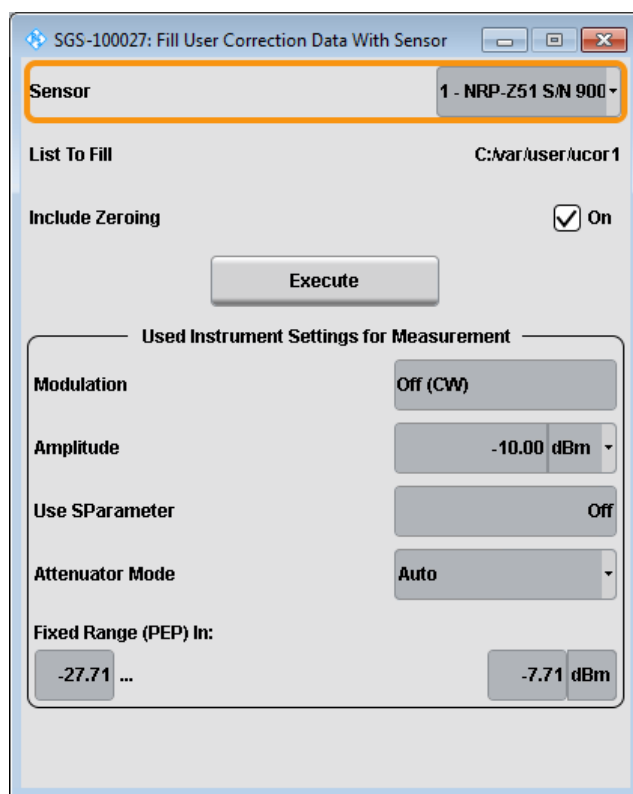 SGS-100027: Fill User Correction Data With Sensor
Sensor 1 - NRP-Z51 S/N 900
List To Fill C:/var/user/ucor1
Include Zeroing On
Execute
Used Instrument Settings for Measurement
Modulation Off (CW)
Amplitude -10.00 dBm
Use SParameter Off
Attenuator Mode Auto
Fixed Range (PEP) In:
-27.71 ... -7.71 dBm